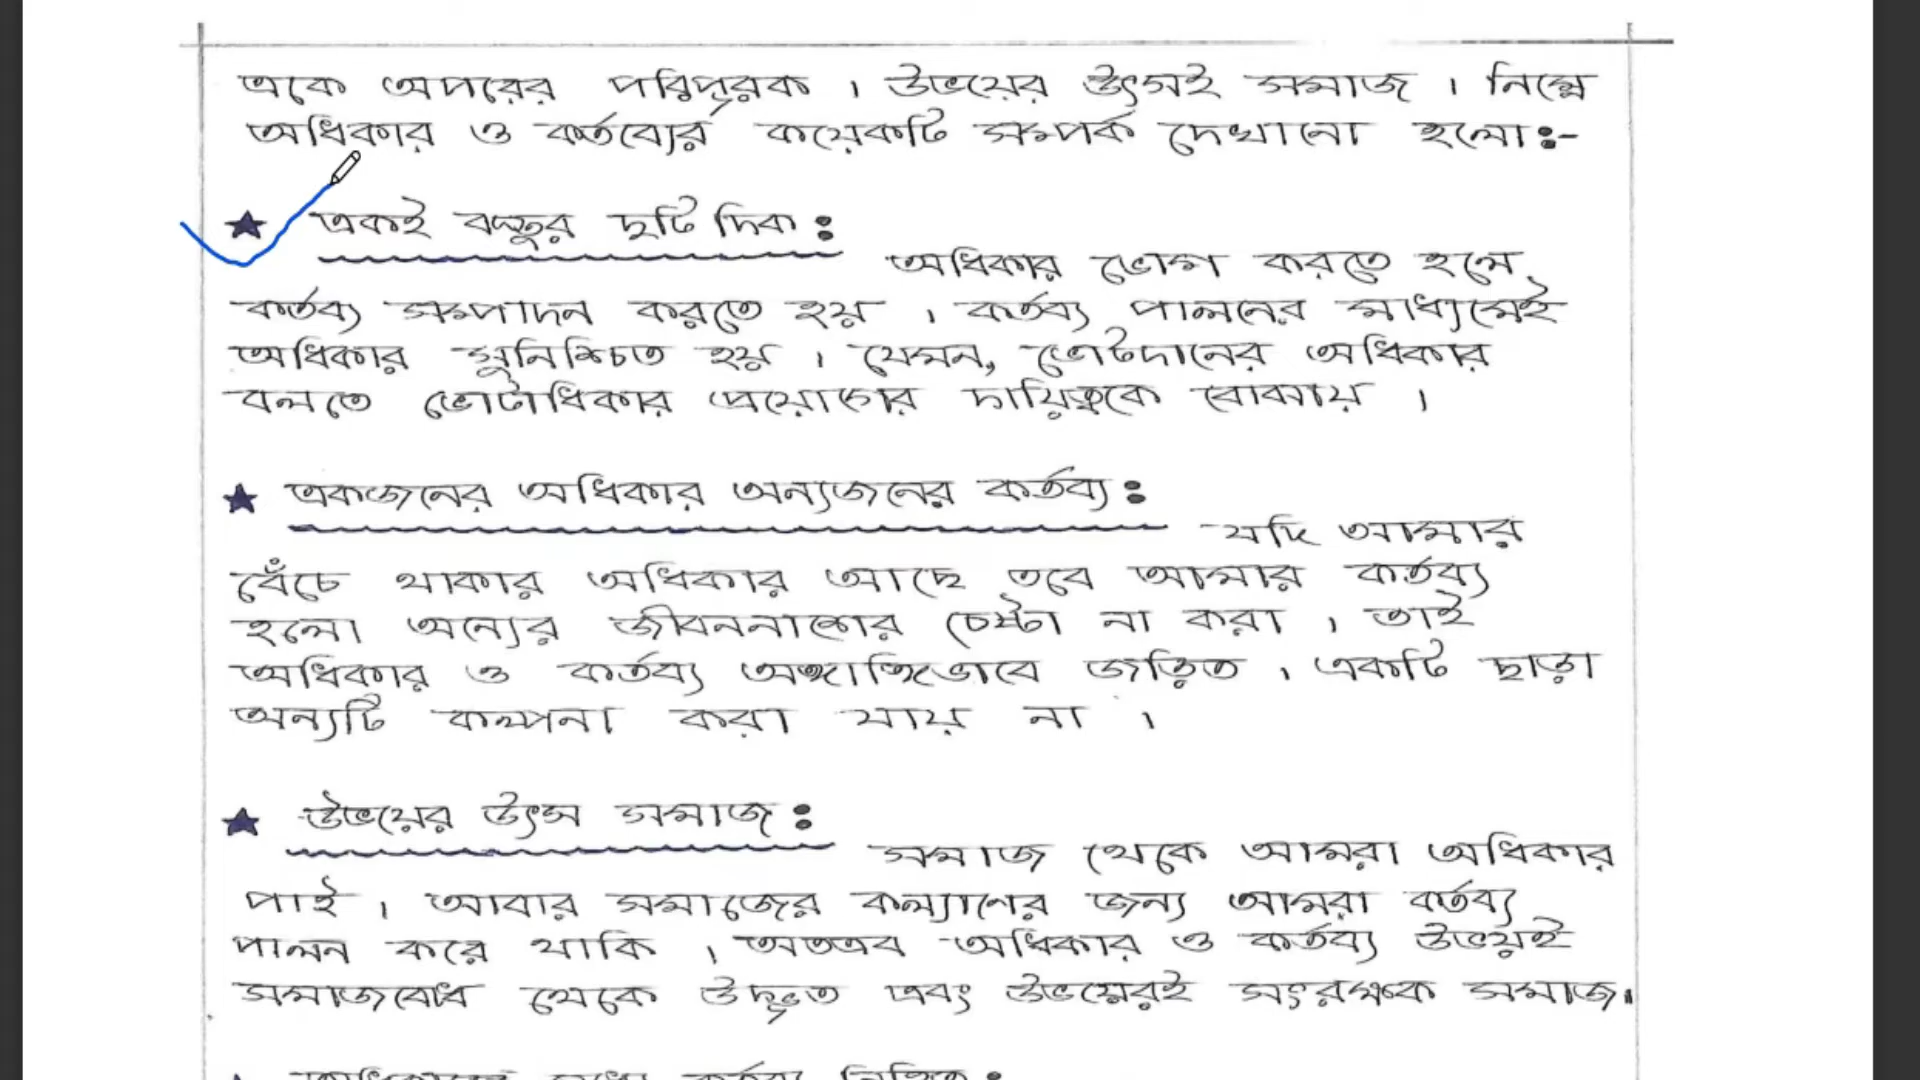 একে অপরের পরিপূরক । উভয়ের উৎসই সমাজ । নিম্নে
অধিকার ও কর্তব্যের কয়েকটি সম্পর্ক দেখানো হলো:-
★ একই বস্তুর দুটি দিক:
অধিকার ভোগ করতে হলে
কর্তব্য সম্পাদন করতে হয় । কর্তব্য পালনের মাধ্যমেই
অধিকার সুনিশ্চিত হয় । যেমন, ভোটদানের অধিকার
বলতে ভোটাধিকার প্রয়োগের দায়িত্বকে বোঝায় ।
★ একজনের অধিকার অন্যজনের কর্তব্য:
যদি আমার
বেঁচে থাকার অধিকার আছে তবে আমার কর্তব্য
হলো অন্যের জীবননাশের চেষ্টা না করা । তাই
অধিকার ও কর্তব্য অঙ্গাঙ্গিভাবে জড়িত । একটি ছাড়া
অন্যটি কল্পনা করা যায় না ।
★ উভয়ের উৎস সমাজ:
সমাজ থেকে আমরা অধিকার
পাই । আবার সমাজের কল্যাণের জন্য আমরা কর্তব্য
পালন করে থাকি । অতএব অধিকার ও কর্তব্য উভয়ই
সমাজবোধ থেকে উদ্ভূত এবং উভয়েরই সংরক্ষক সমাজ।